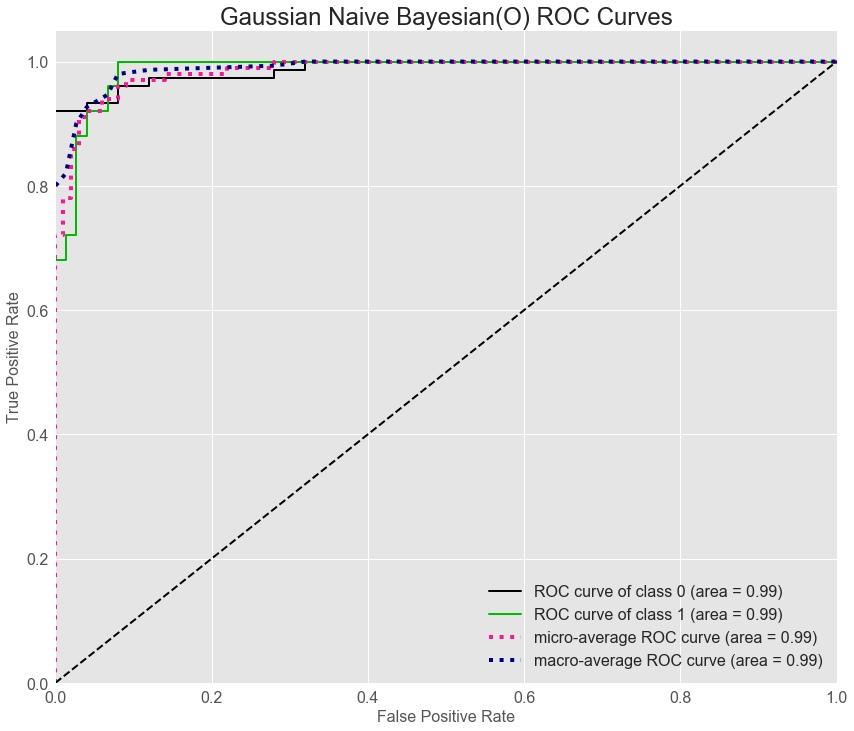 Gaussian Naive Bayesian(O) ROC Curves
1.0
0.8
0.6
0.4
0.2
0.0
True Positive Rate
0.0 0.2 0.4 0.6 0.8 1.0
False Positive Rate
ROC curve of class 0 (area = 0.99)
ROC curve of class 1 (area = 0.99)
micro-average ROC curve (area = 0.99)
macro-average ROC curve (area = 0.99)